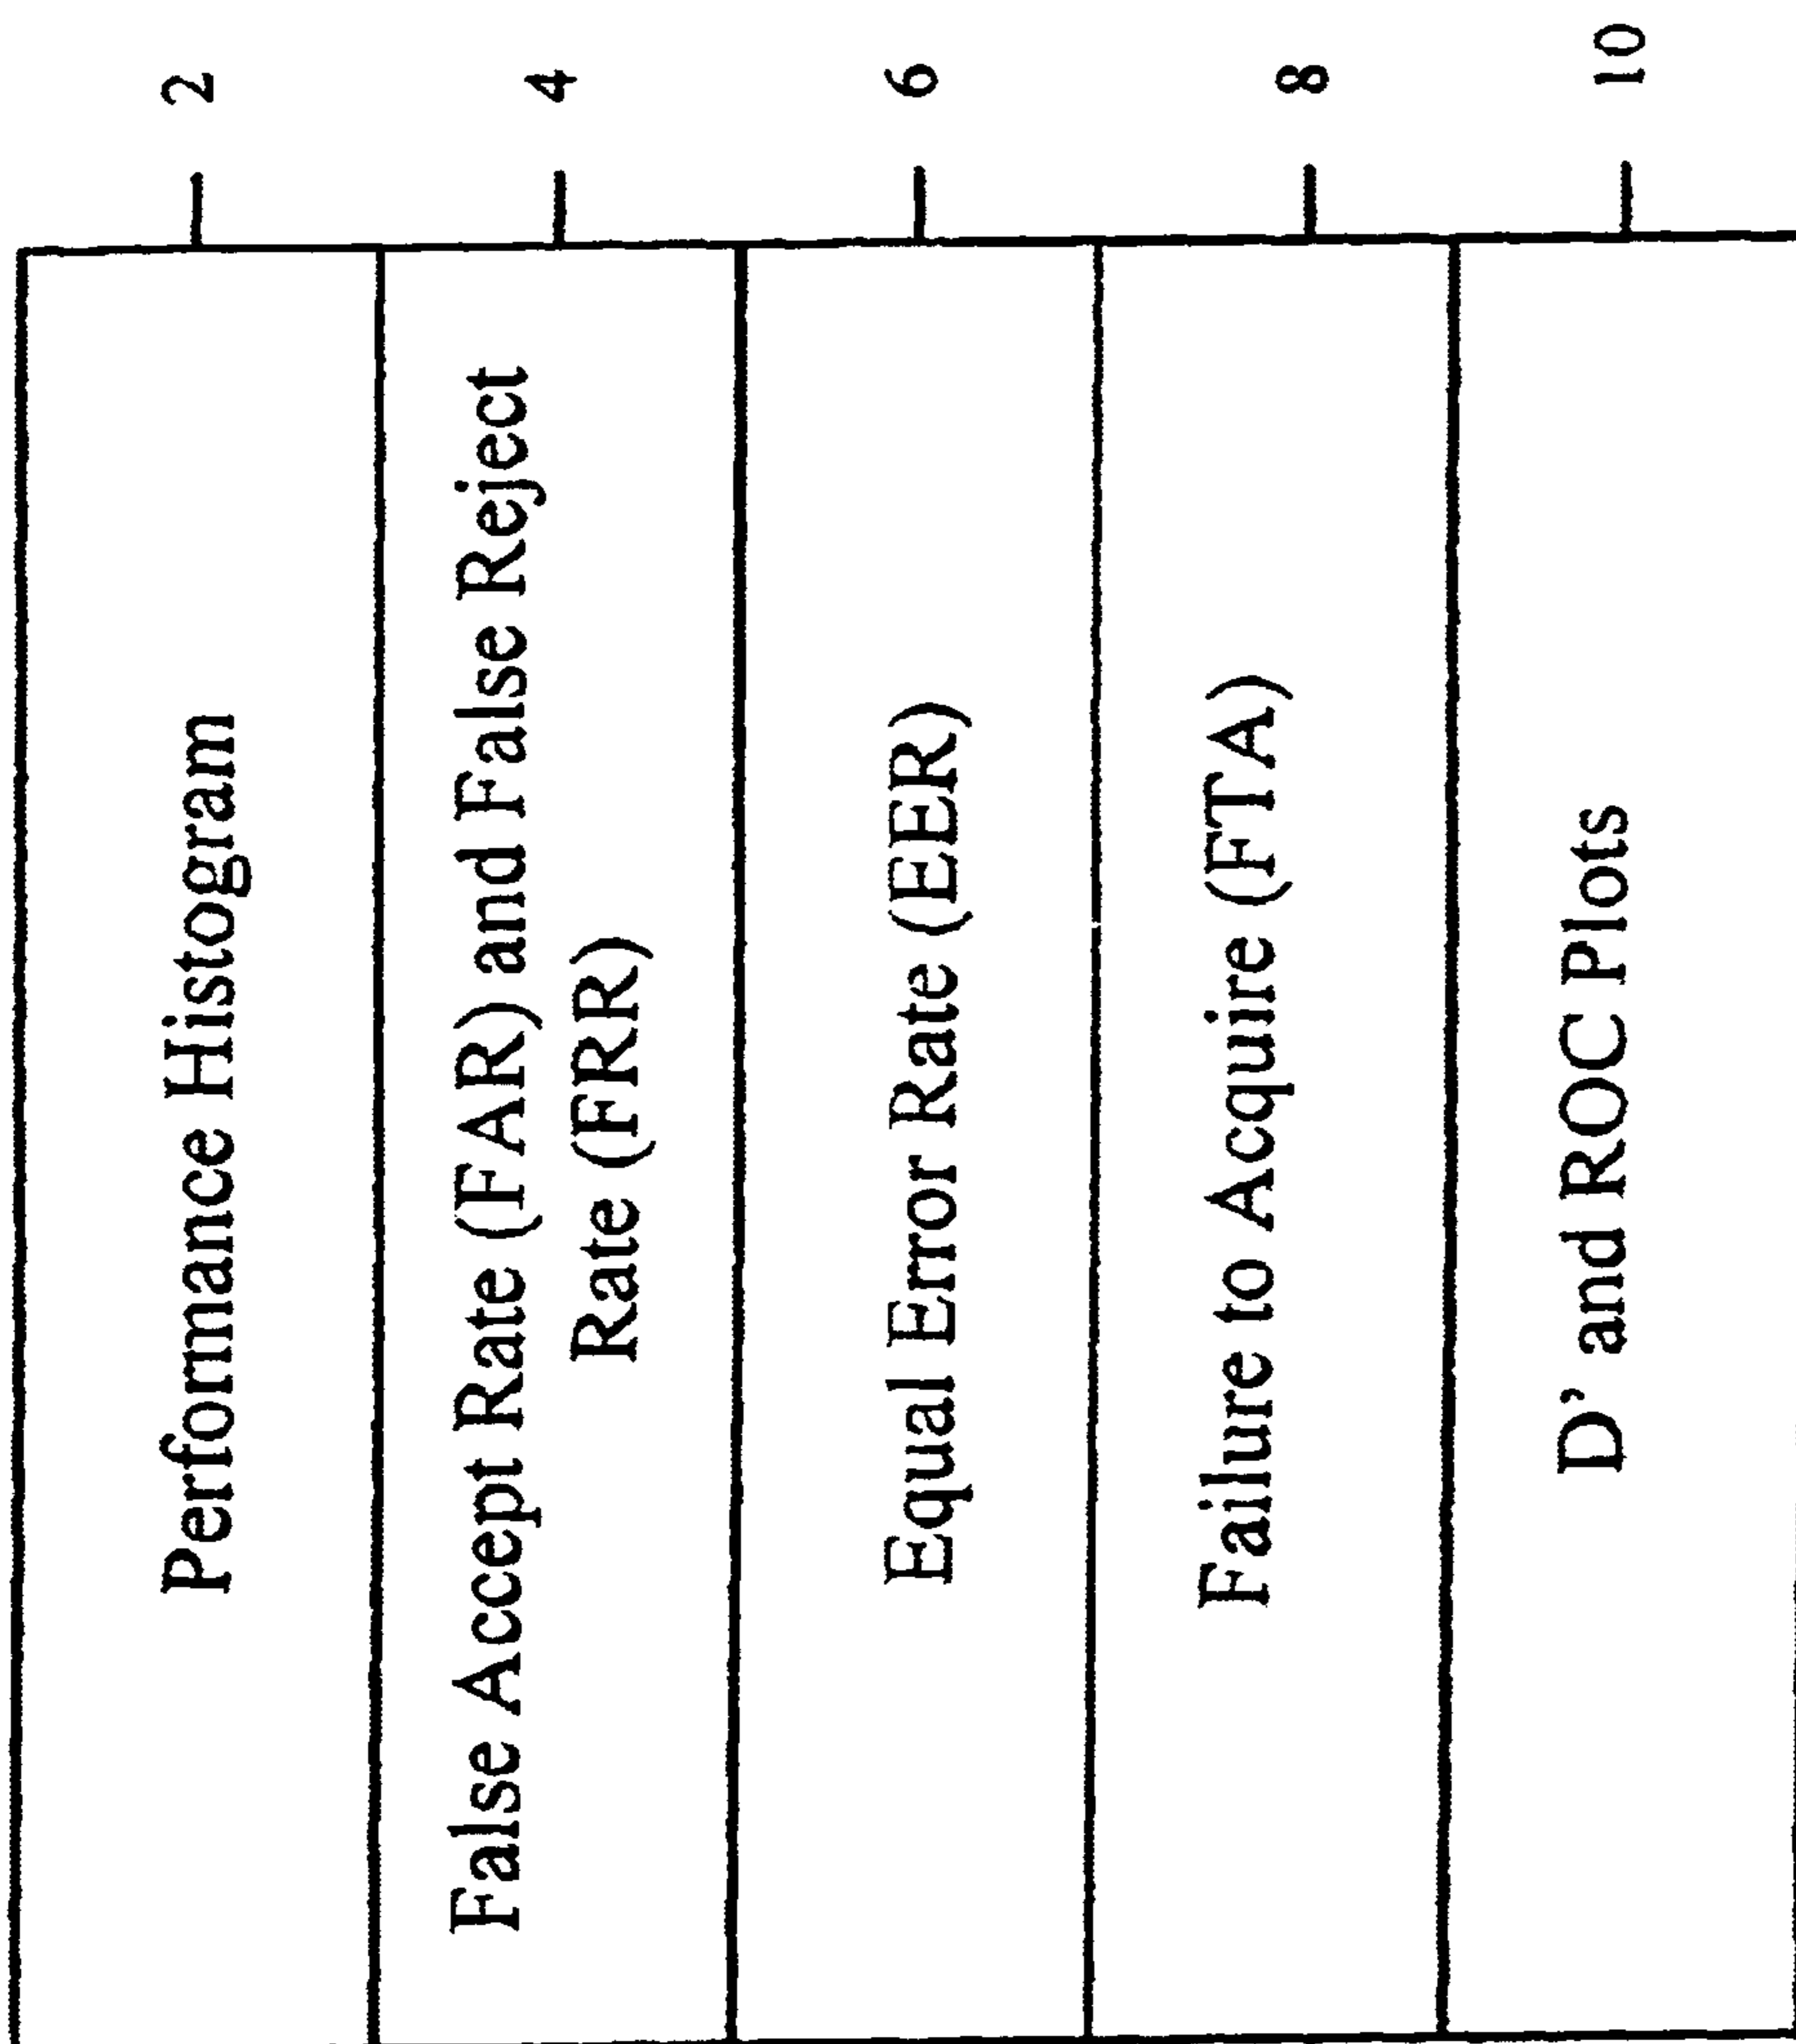 Perfomance Histogram
2
False Accept Rate (FAR) and False Reject
Rate (FRR)
4
Equal Error Rate (EER)
6
Failure to Acquire (FTA)
8
D' and ROC Plots
10